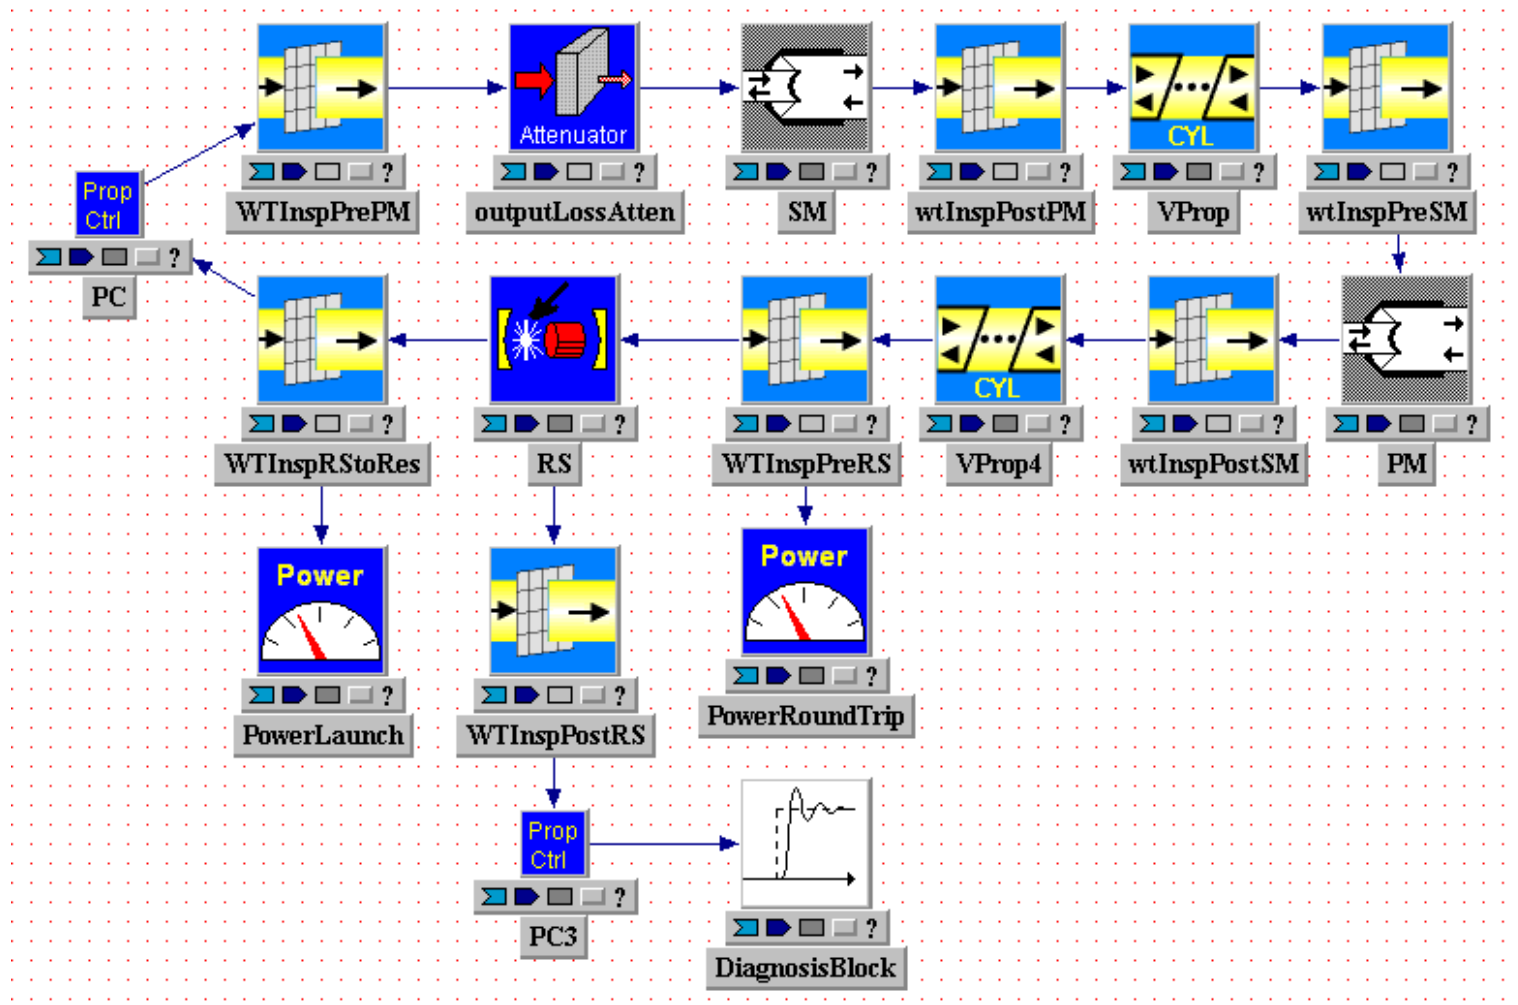 Attenuator
CYL
? ? ? ? ? ?
WTInspPrePM outputLossAtten SM wtInspPostPM VProp wtInspPreSM
Prop
Ctrl
?
PC
CYL
? ? ? ? ? ?
WTInspRStoRes RS WTInspPreRS VProp4 wtInspPostSM PM
Power
Power
?
PowerRoundTrip
? ?
PowerLaunch WTInspPostRS
Prop
Ctrl
?
PC3
?
DiagnosisBlock